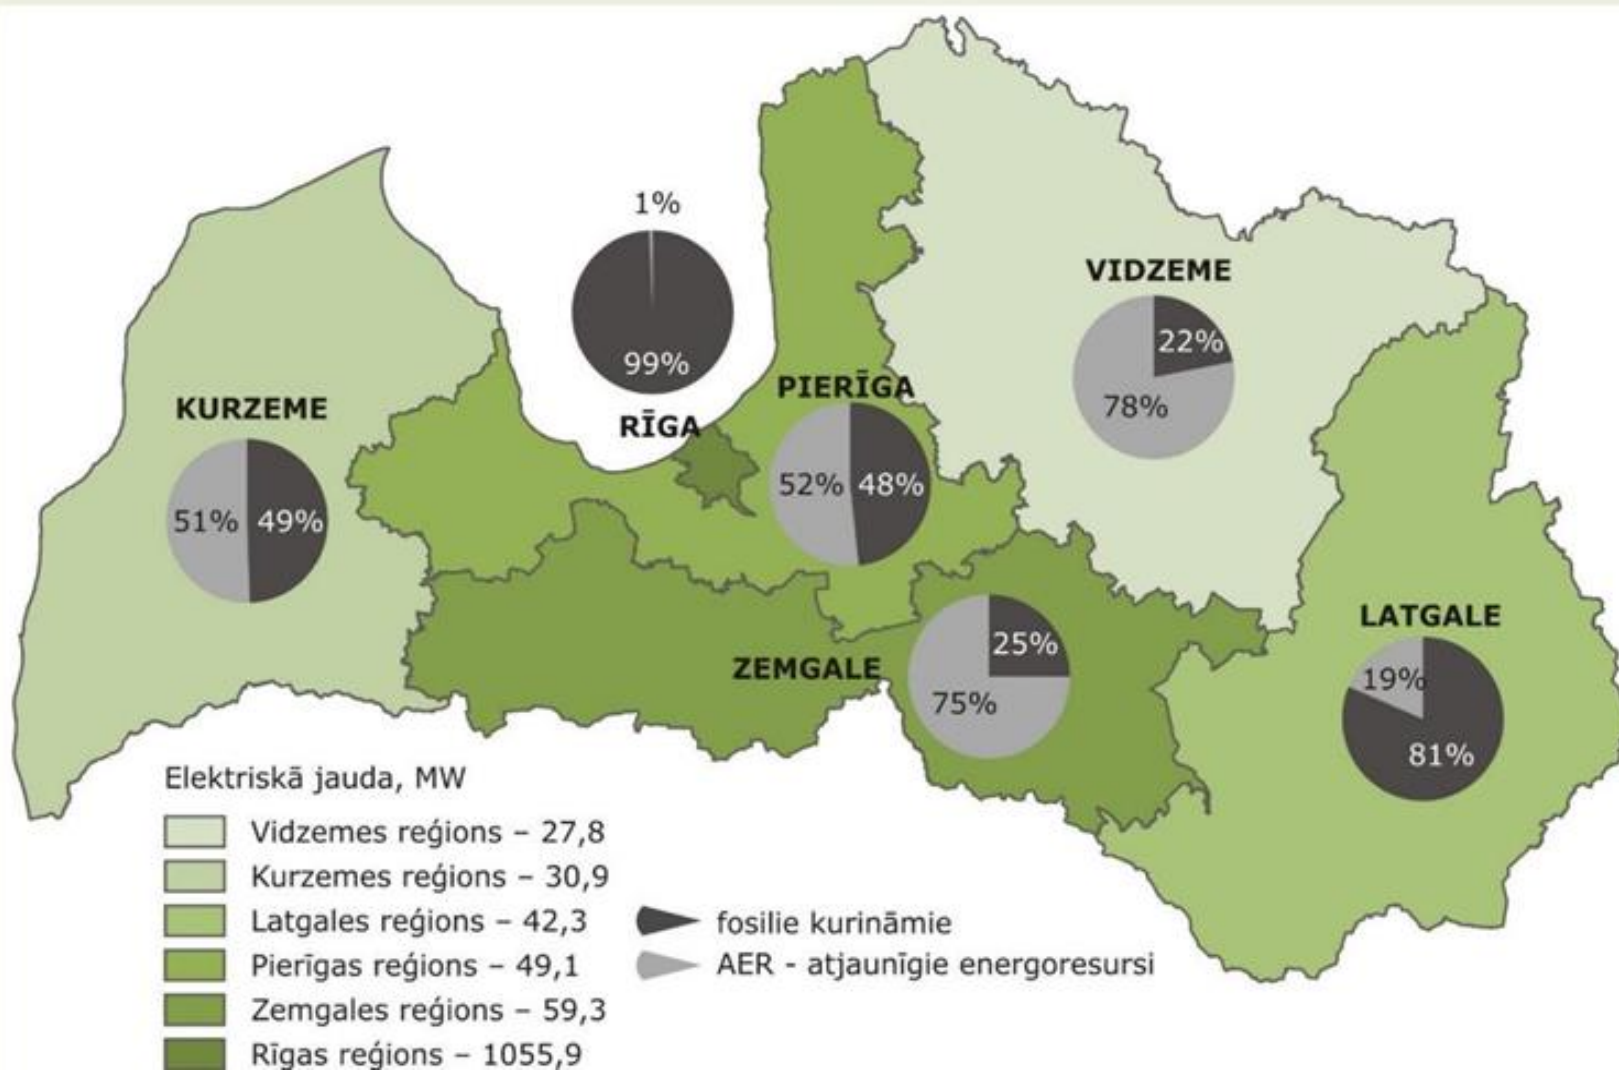 1%
99%
RĪGA
VIDZEME
22%
78%
PIERĪGA
52%
48%
KURZEME
51%
49%
ZEMGALE
25%
75%
LATGALE
19%
81%
Elektriskā jauda, MW
Vidzemes reģions – 27,8
Kurzemes reģions – 30,9
Latgales reģions – 42,3
Pierīgas reģions – 49,1
Zemgales reģions – 59,3
Rīgas reģions – 1055,9
fosilie kurināmie
AER - atjaunīgie energoresursi